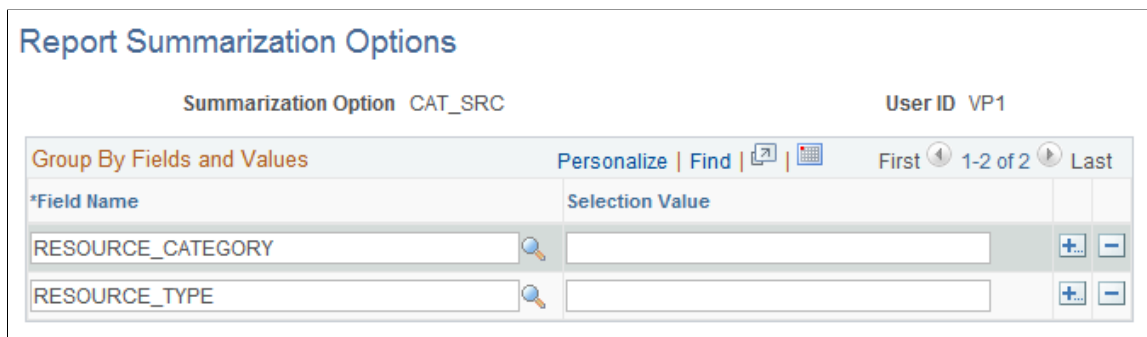 Report Summarization Options
Summarization Option CAT_SRC User ID VP1
Group By Fields and Values Personalize | Find | | First 1-2 of 2 Last
*Field Name Selection Value
RESOURCE_CATEGORY
RESOURCE_TYPE